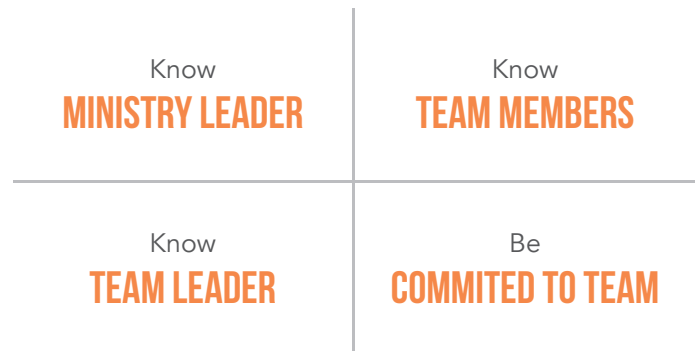 Know
MINISTRY LEADER
Know
TEAM MEMBERS
Know
TEAM LEADER
Be
COMMITED TO TEAM